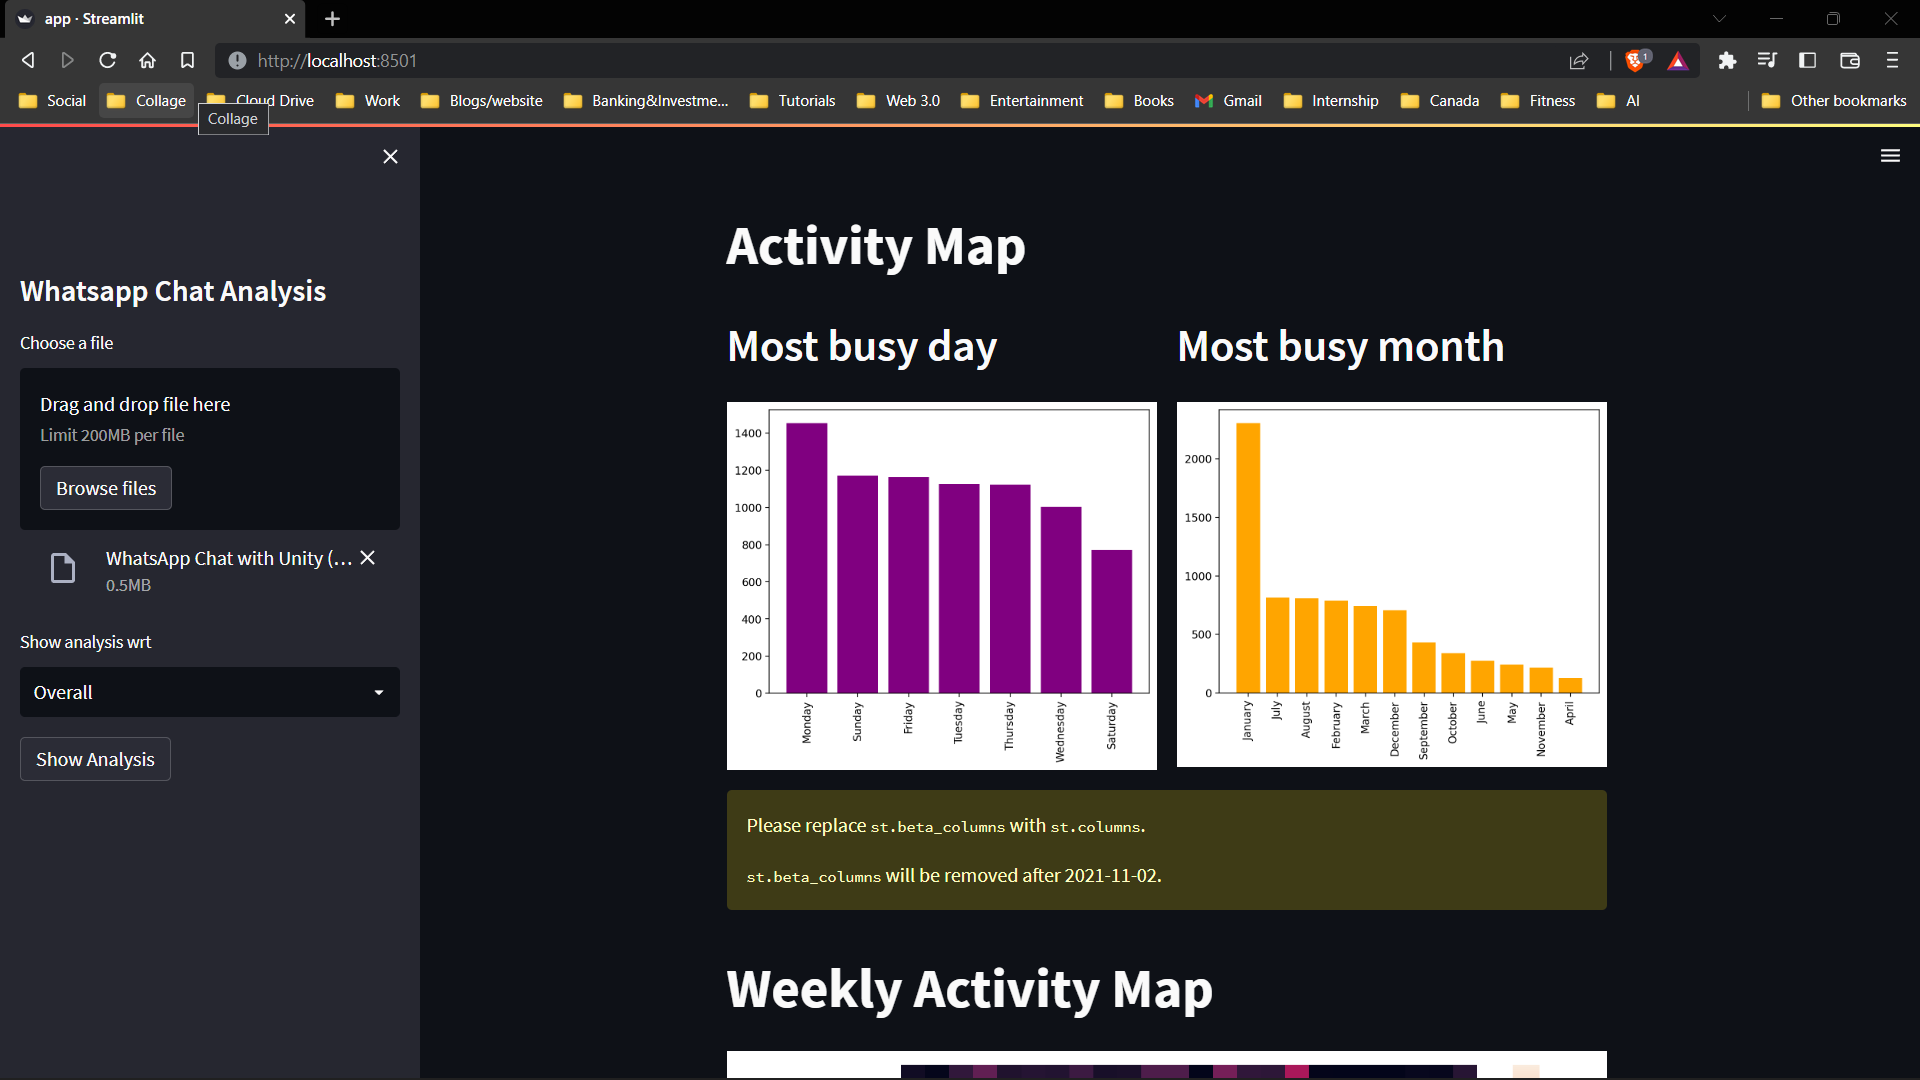 app · Streamlit
http://localhost:8501
1
Social
Collage
Cloud Drive
Work
Blogs/website
Banking&Investme...
Tutorials
Web 3.0
Entertainment
Books
Gmail
Internship
Canada
Fitness
AI
Other bookmarks
Collage
Whatsapp Chat Analysis
Choose a file
Drag and drop file here
Limit 200MB per file
Browse files
WhatsApp Chat with Unity (...
0.5MB
Show analysis wrt
Overall
Show Analysis
Activity Map
Most busy day
1400
1200
1000
800
600
400
200
0
Monday
Sunday
Friday
Tuesday
Thursday
Wednesday
Saturday
Most busy month
2000
1500
1000
500
0
January
July
August
February
March
December
September
October
June
May
November
April
Please replace st.beta_columns with st.columns.
st.beta_columns will be removed after 2021-11-02.
Weekly Activity Map